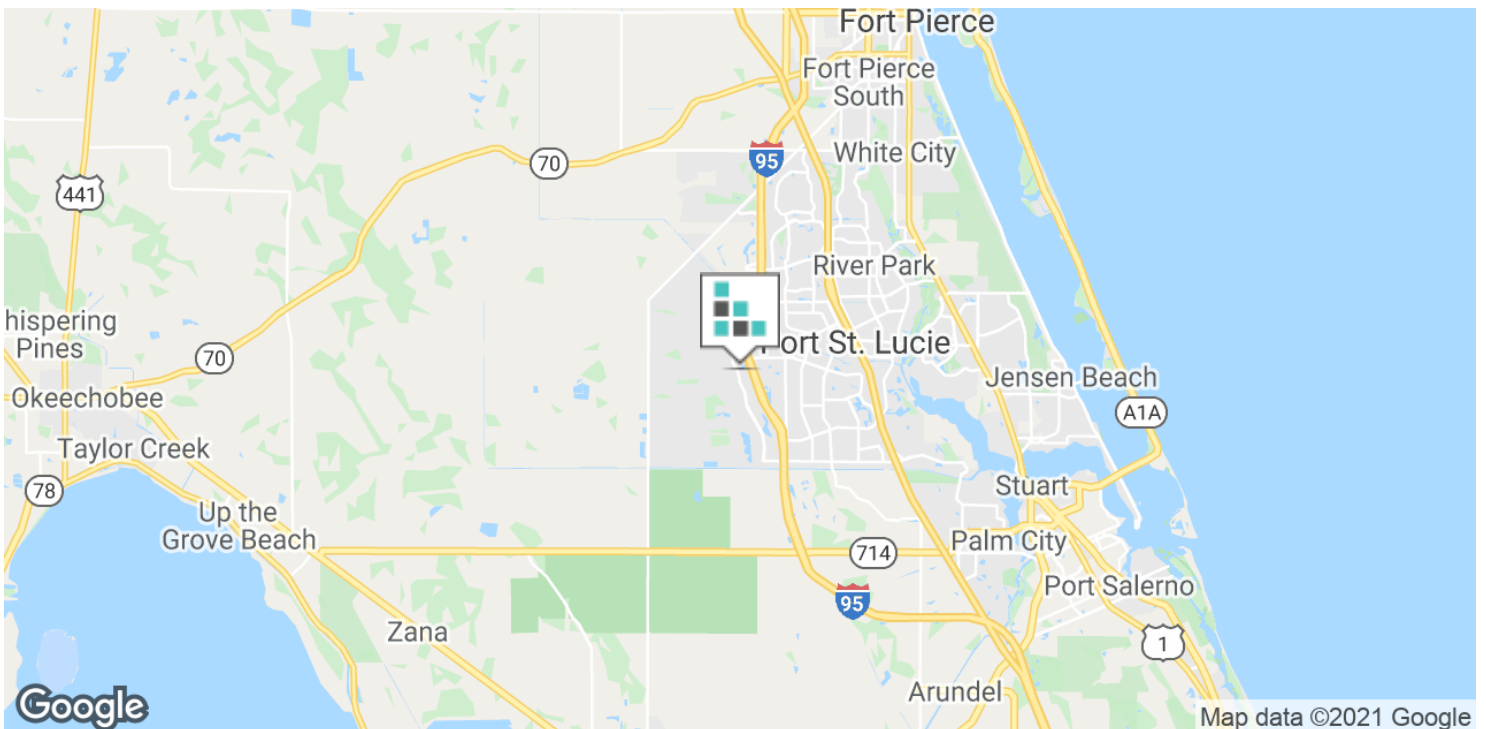 Fort Pierce
Fort Pierce
South
95
White City
70
441
River Park
hispering
Pines
70
Port St. Lucie
Okeechobee
Jensen Beach
A1A
Taylor Creek
78
Stuart
Up the
Grove Beach
714
Palm City
95
Port Salerno
Zana
1
Arundel
Google
Map data ©2021 Google